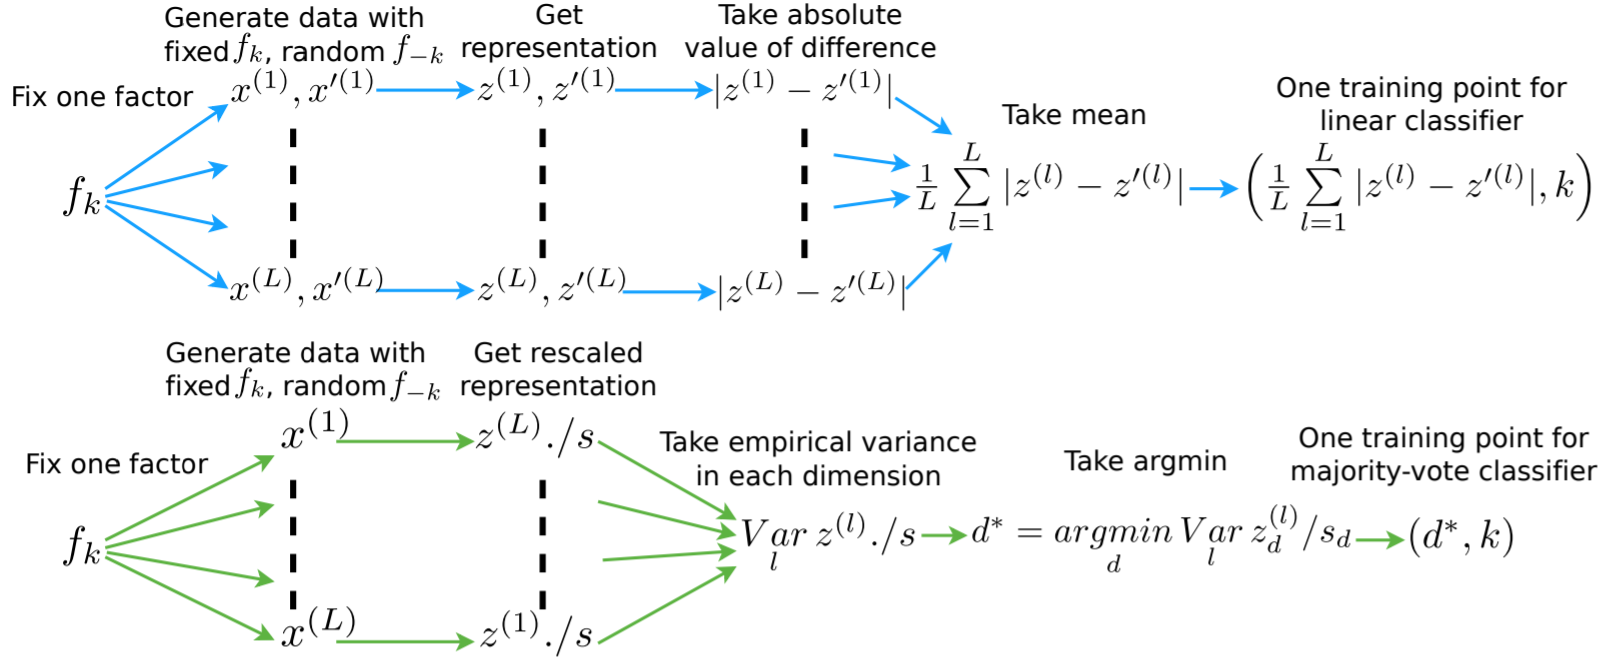 Generate data with
fixed f_k, random f_{-k}
Get
representation
Take absolute
value of difference
Fix one factor
x^{(1)}, x'^{(1)}
z^{(1)}, z'^{(1)}
|z^{(1)} − z'^{(1)}|
Take mean
One training point for
linear classifier
f_k
\frac{1}{L} \sum_{l=1}^{L} |z^{(l)} − z'^{(l)}|
(\frac{1}{L} \sum_{l=1}^{L} |z^{(l)} − z'^{(l)}|, k)
x^{(L)}, x'^{(L)}
z^{(L)}, z'^{(L)}
|z^{(L)} − z'^{(L)}|
Generate data with
fixed f_k, random f_{-k}
Get rescaled
representation
Fix one factor
x^{(1)}
z^{(L)}./s
Take empirical variance
in each dimension
Take argmin
One training point for
majority-vote classifier
f_k
Var_l z^{(l)}./s
d^* = argmin_d Var_l z_d^{(l)}/s_d
(d^*, k)
x^{(L)}
z^{(1)}./s